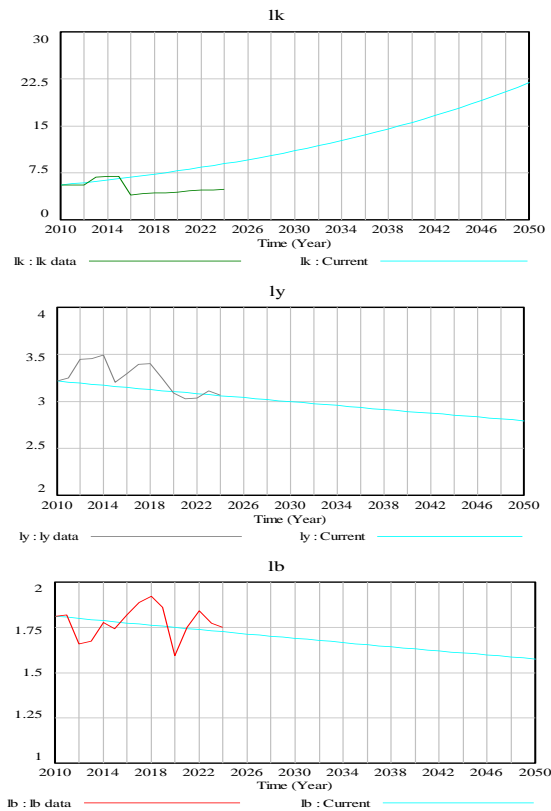 lk
30
22.5
15
7.5
0
2010 2014 2018 2022 2026 2030 2034 2038 2042 2046 2050
Time (Year)
lk : lk data lk : Current
ly
4
3.5
3
2.5
2
2010 2014 2018 2022 2026 2030 2034 2038 2042 2046 2050
Time (Year)
ly : ly data ly : Current
lb
2
1.75
1.5
1.25
1
2010 2014 2018 2022 2026 2030 2034 2038 2042 2046 2050
Time (Year)
lb : lb data lb : Current